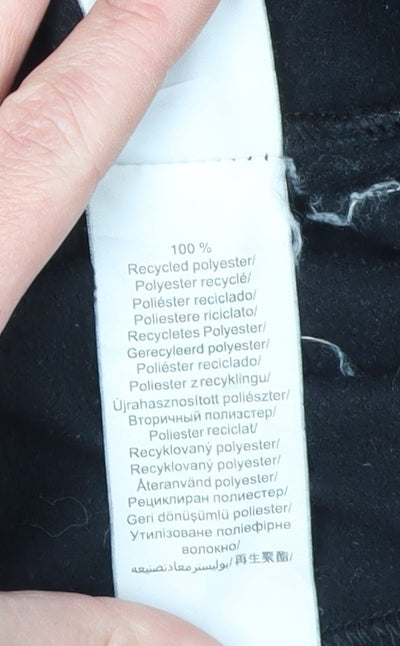 100 %
Recycled polyester/
Polyester recyclé/
Poliéster reciclado/
Poliestere riciclato/
Recycletes Polyester/
Gerecyleerd polyester/
Poliéster reciclado/
Poliester z recyklingu/
Újrahasznosított poliészter/
Вторичный полиэстер/
Poliester reciclat/
Recyklovaný polyester/
Recyklovaný polyester/
Återanvänd polyester/
Рециклиран полиестер/
Geri dönüşümlü poliester/
Утилізоване поліефірне
волокно/
بوليستر معاد تصنيعه/再生聚酯/